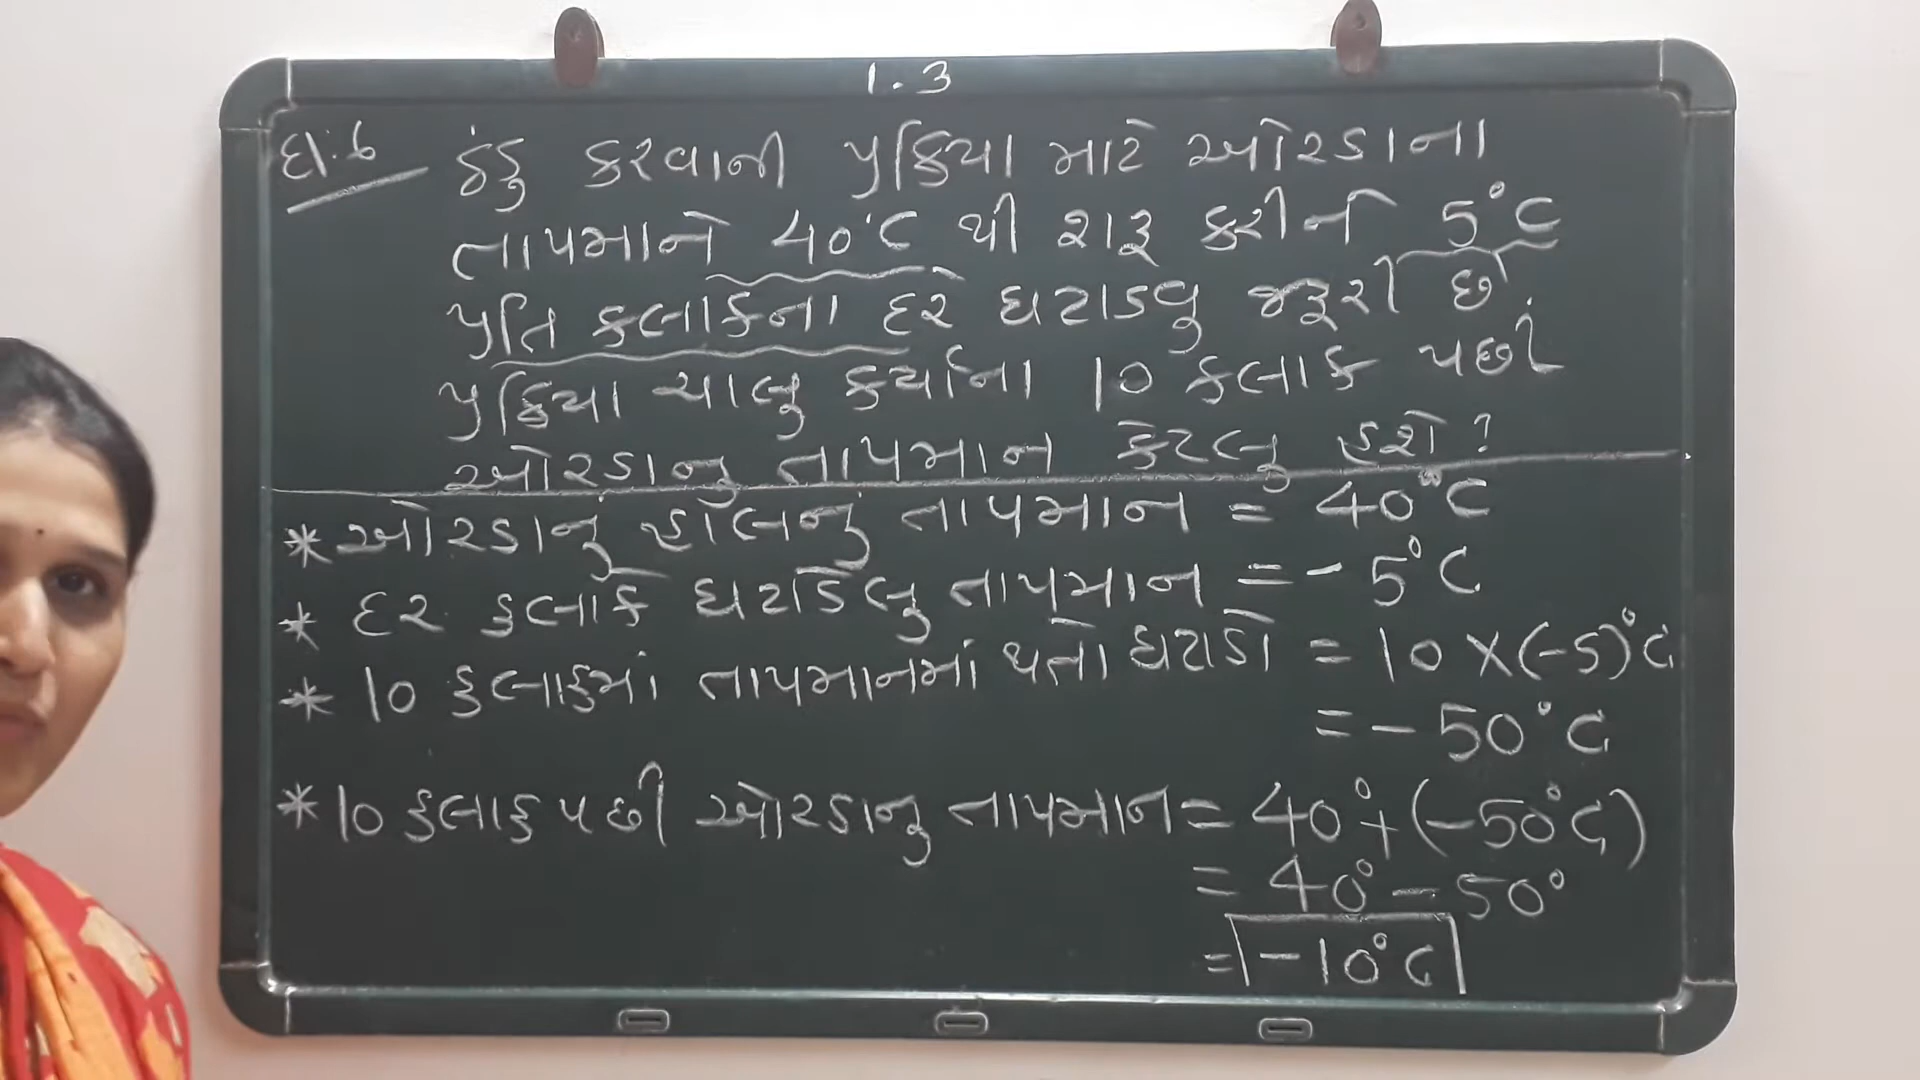 1.3
દા.6 ઠંડુ કરવાની પ્રક્રિયા માટે ઓરડાના
તાપમાને 40°C થી શરૂ કરીને 5°C
પ્રતિ કલાકના દરે ઘટાડવુ જરૂરી છે.
પ્રક્રિયા ચાલુ કર્યાના 10 કલાક પછી
ઓરડાનુ તાપમાન કેટલુ હશે?
* ઓરડાનું હાલનું તાપમાન = 40°C
* દર કલાકે ઘટાડેલુ તાપમાન = - 5°C
* 10 કલાકમાં તાપમાનમાં થતો ઘટાડો = 10 × (-5)°C
= - 50°C
* 10 કલાક પછી ઓરડાનુ તાપમાન = 40° + (-50°C)
= 40° - 50°
= -10°C